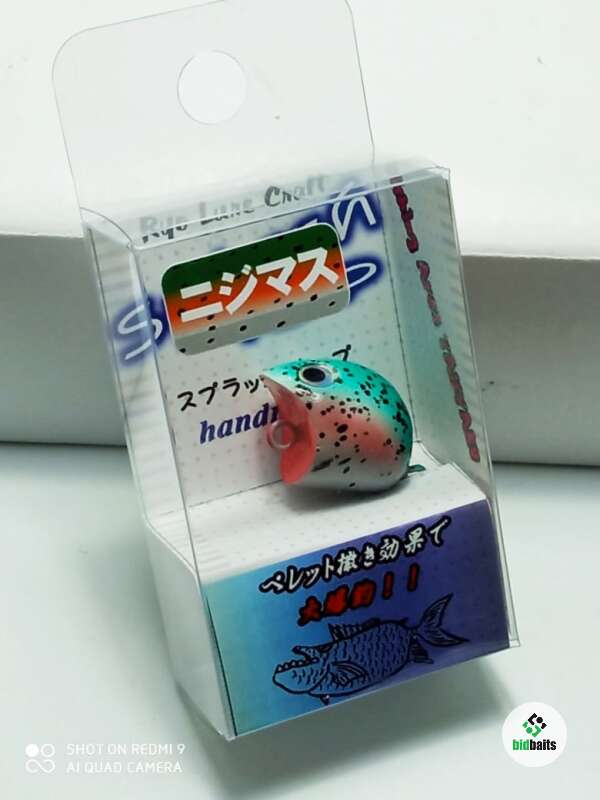 Ryo Lure Craft
ニジマス
スプラッ
handm
ペレット撒き効果で
大爆釣！！
SHOT ON REDMI 9
AI QUAD CAMERA
bidbaits